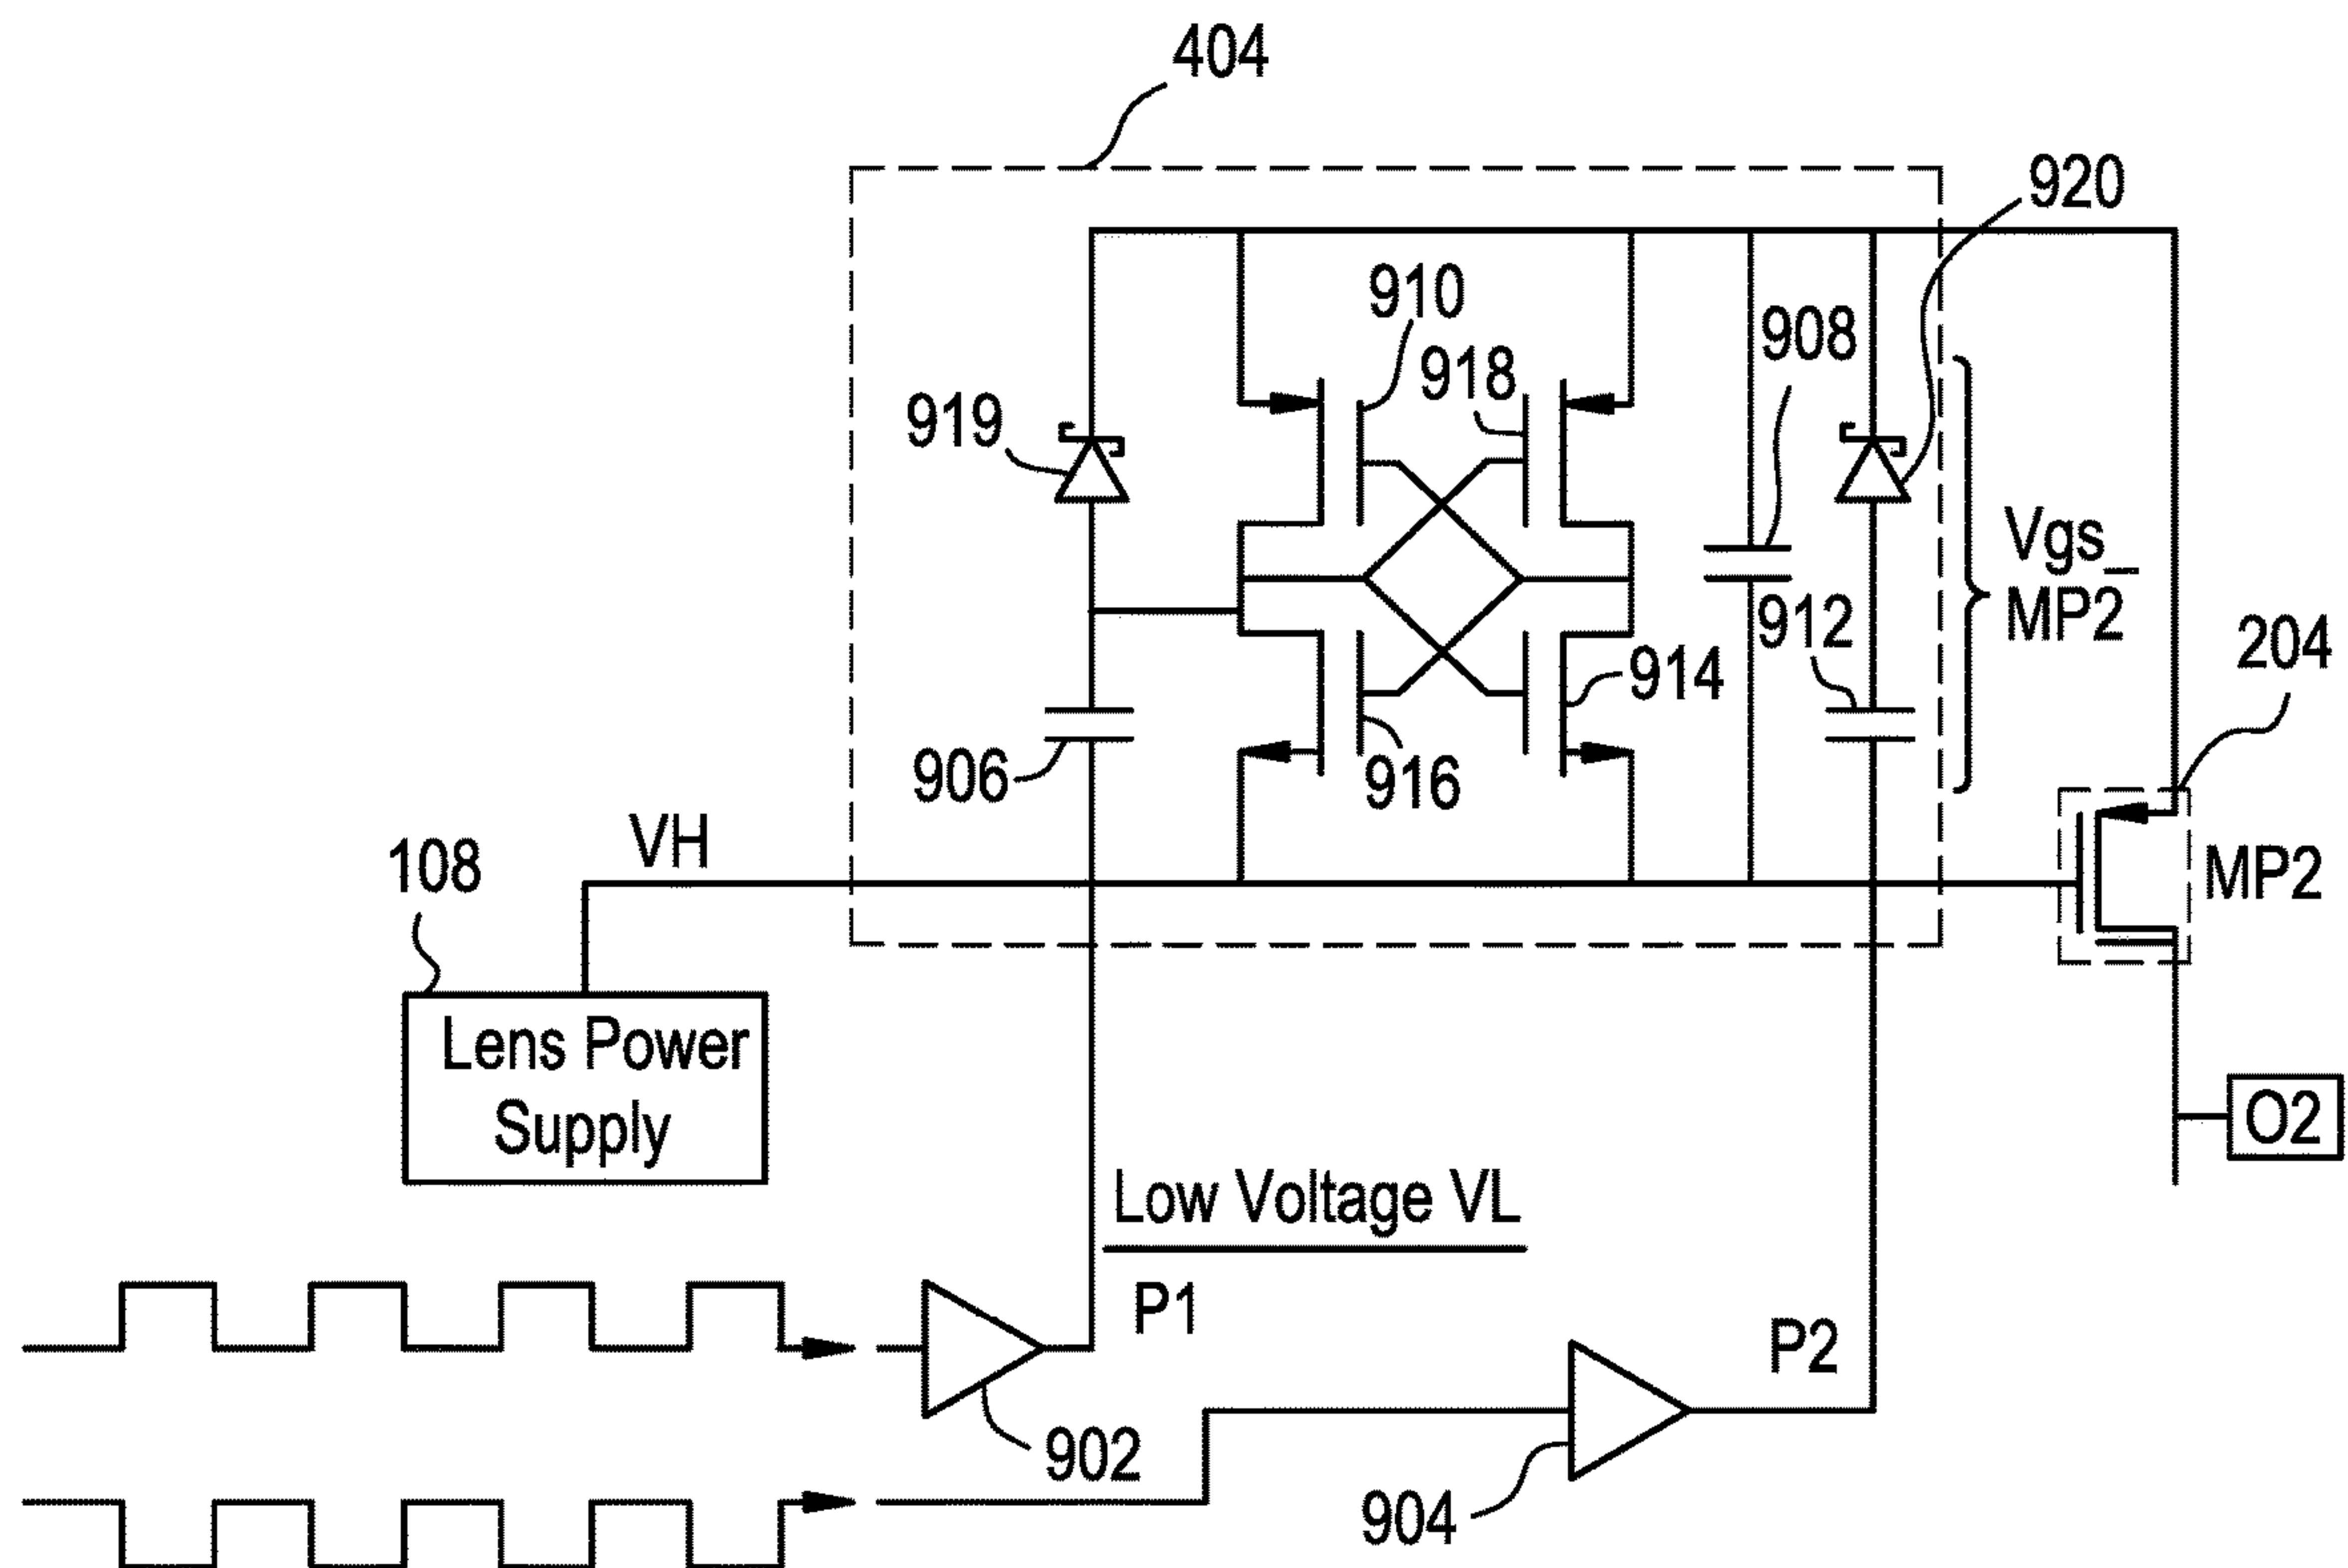 404
920
910
908
918
919
Vgs_
MP2
912
204
914
906
916
VH
108
MP2
Lens Power
Supply
O2
Low Voltage VL
P1
P2
902
904